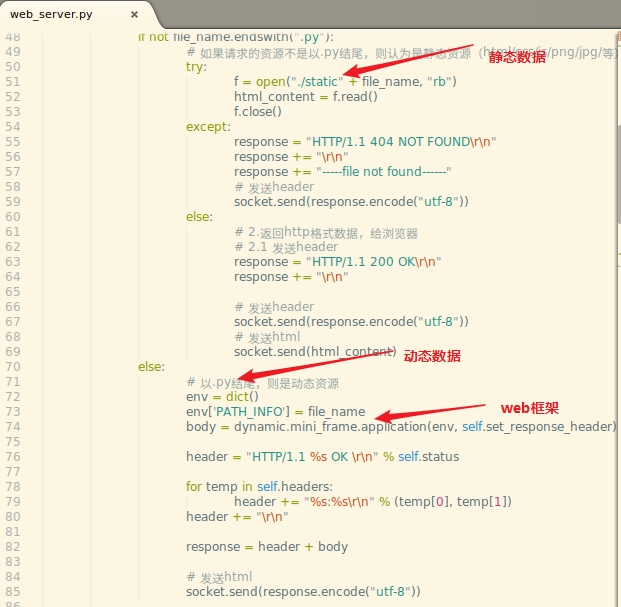 web_server.py ×
48 if not file_name.endswith(".py"):
49 # 如果请求的资源不是以.py结尾，则认为是静态资源（html/css/js/png/jpg/等）
静态数据
50 try:
51 f = open("./static" + file_name, "rb")
52 html_content = f.read()
53 f.close()
54 except:
55 response = "HTTP/1.1 404 NOT FOUND\r\n"
56 response += "\r\n"
57 response += "-----file not found------"
58 # 发送header
59 socket.send(response.encode("utf-8"))
60 else:
61 # 2.返回http格式数据，给浏览器
62 # 2.1 发送header
63 response = "HTTP/1.1 200 OK\r\n"
64 response += "\r\n"
65
66 # 发送header
67 socket.send(response.encode("utf-8"))
68 # 发送html
69 socket.send(html_content)
动态数据
70 else:
71 # 以.py结尾，则是动态资源
72 env = dict()
73 env['PATH_INFO'] = file_name
web框架
74 body = dynamic.mini_frame.application(env, self.set_response_header)
75
76 header = "HTTP/1.1 %s OK \r\n" % self.status
77
78 for temp in self.headers:
79 header += "%s:%s\r\n" % (temp[0], temp[1])
80 header += "\r\n"
81
82 response = header + body
83
84 # 发送html
85 socket.send(response.encode("utf-8"))
86